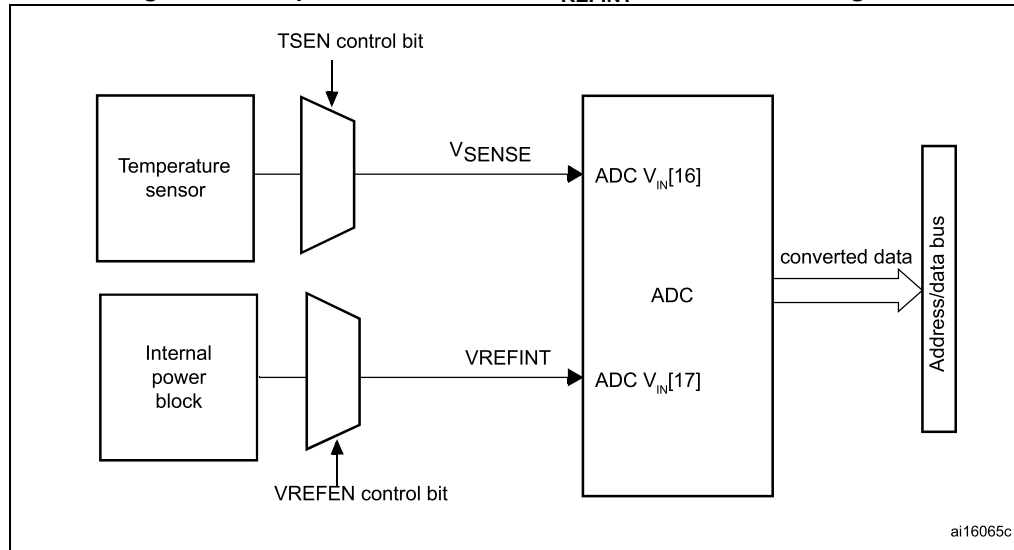 REFINT
TSEN control bit
Temperature
sensor
VSENSE
ADC VIN[16]
converted data
Address/data bus
ADC
Internal
power
block
VREFINT
ADC VIN[17]
VREFEN control bit
ai16065c